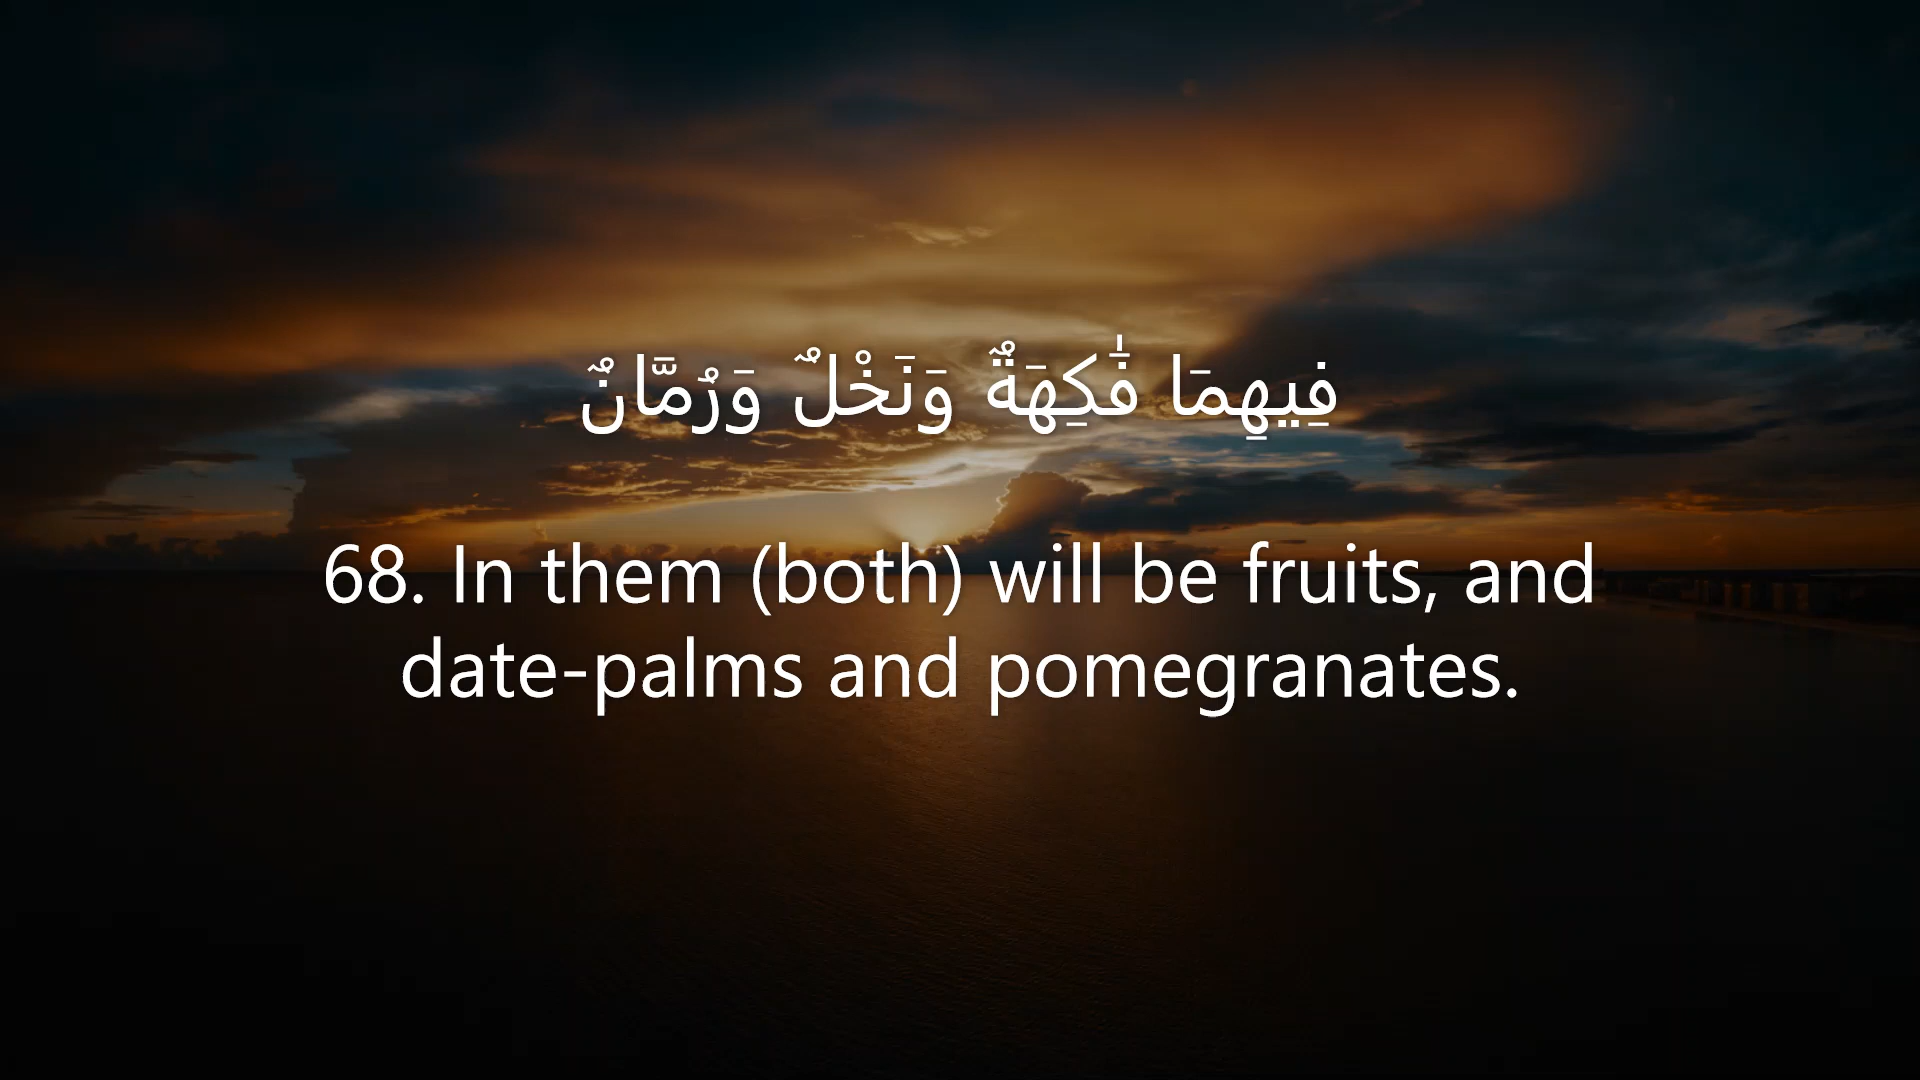 فِيهِمَا فَٰكِهَةٌ وَنَخْلٌ وَرُمَّانٌ
68. In them (both) will be fruits, and
date-palms and pomegranates.